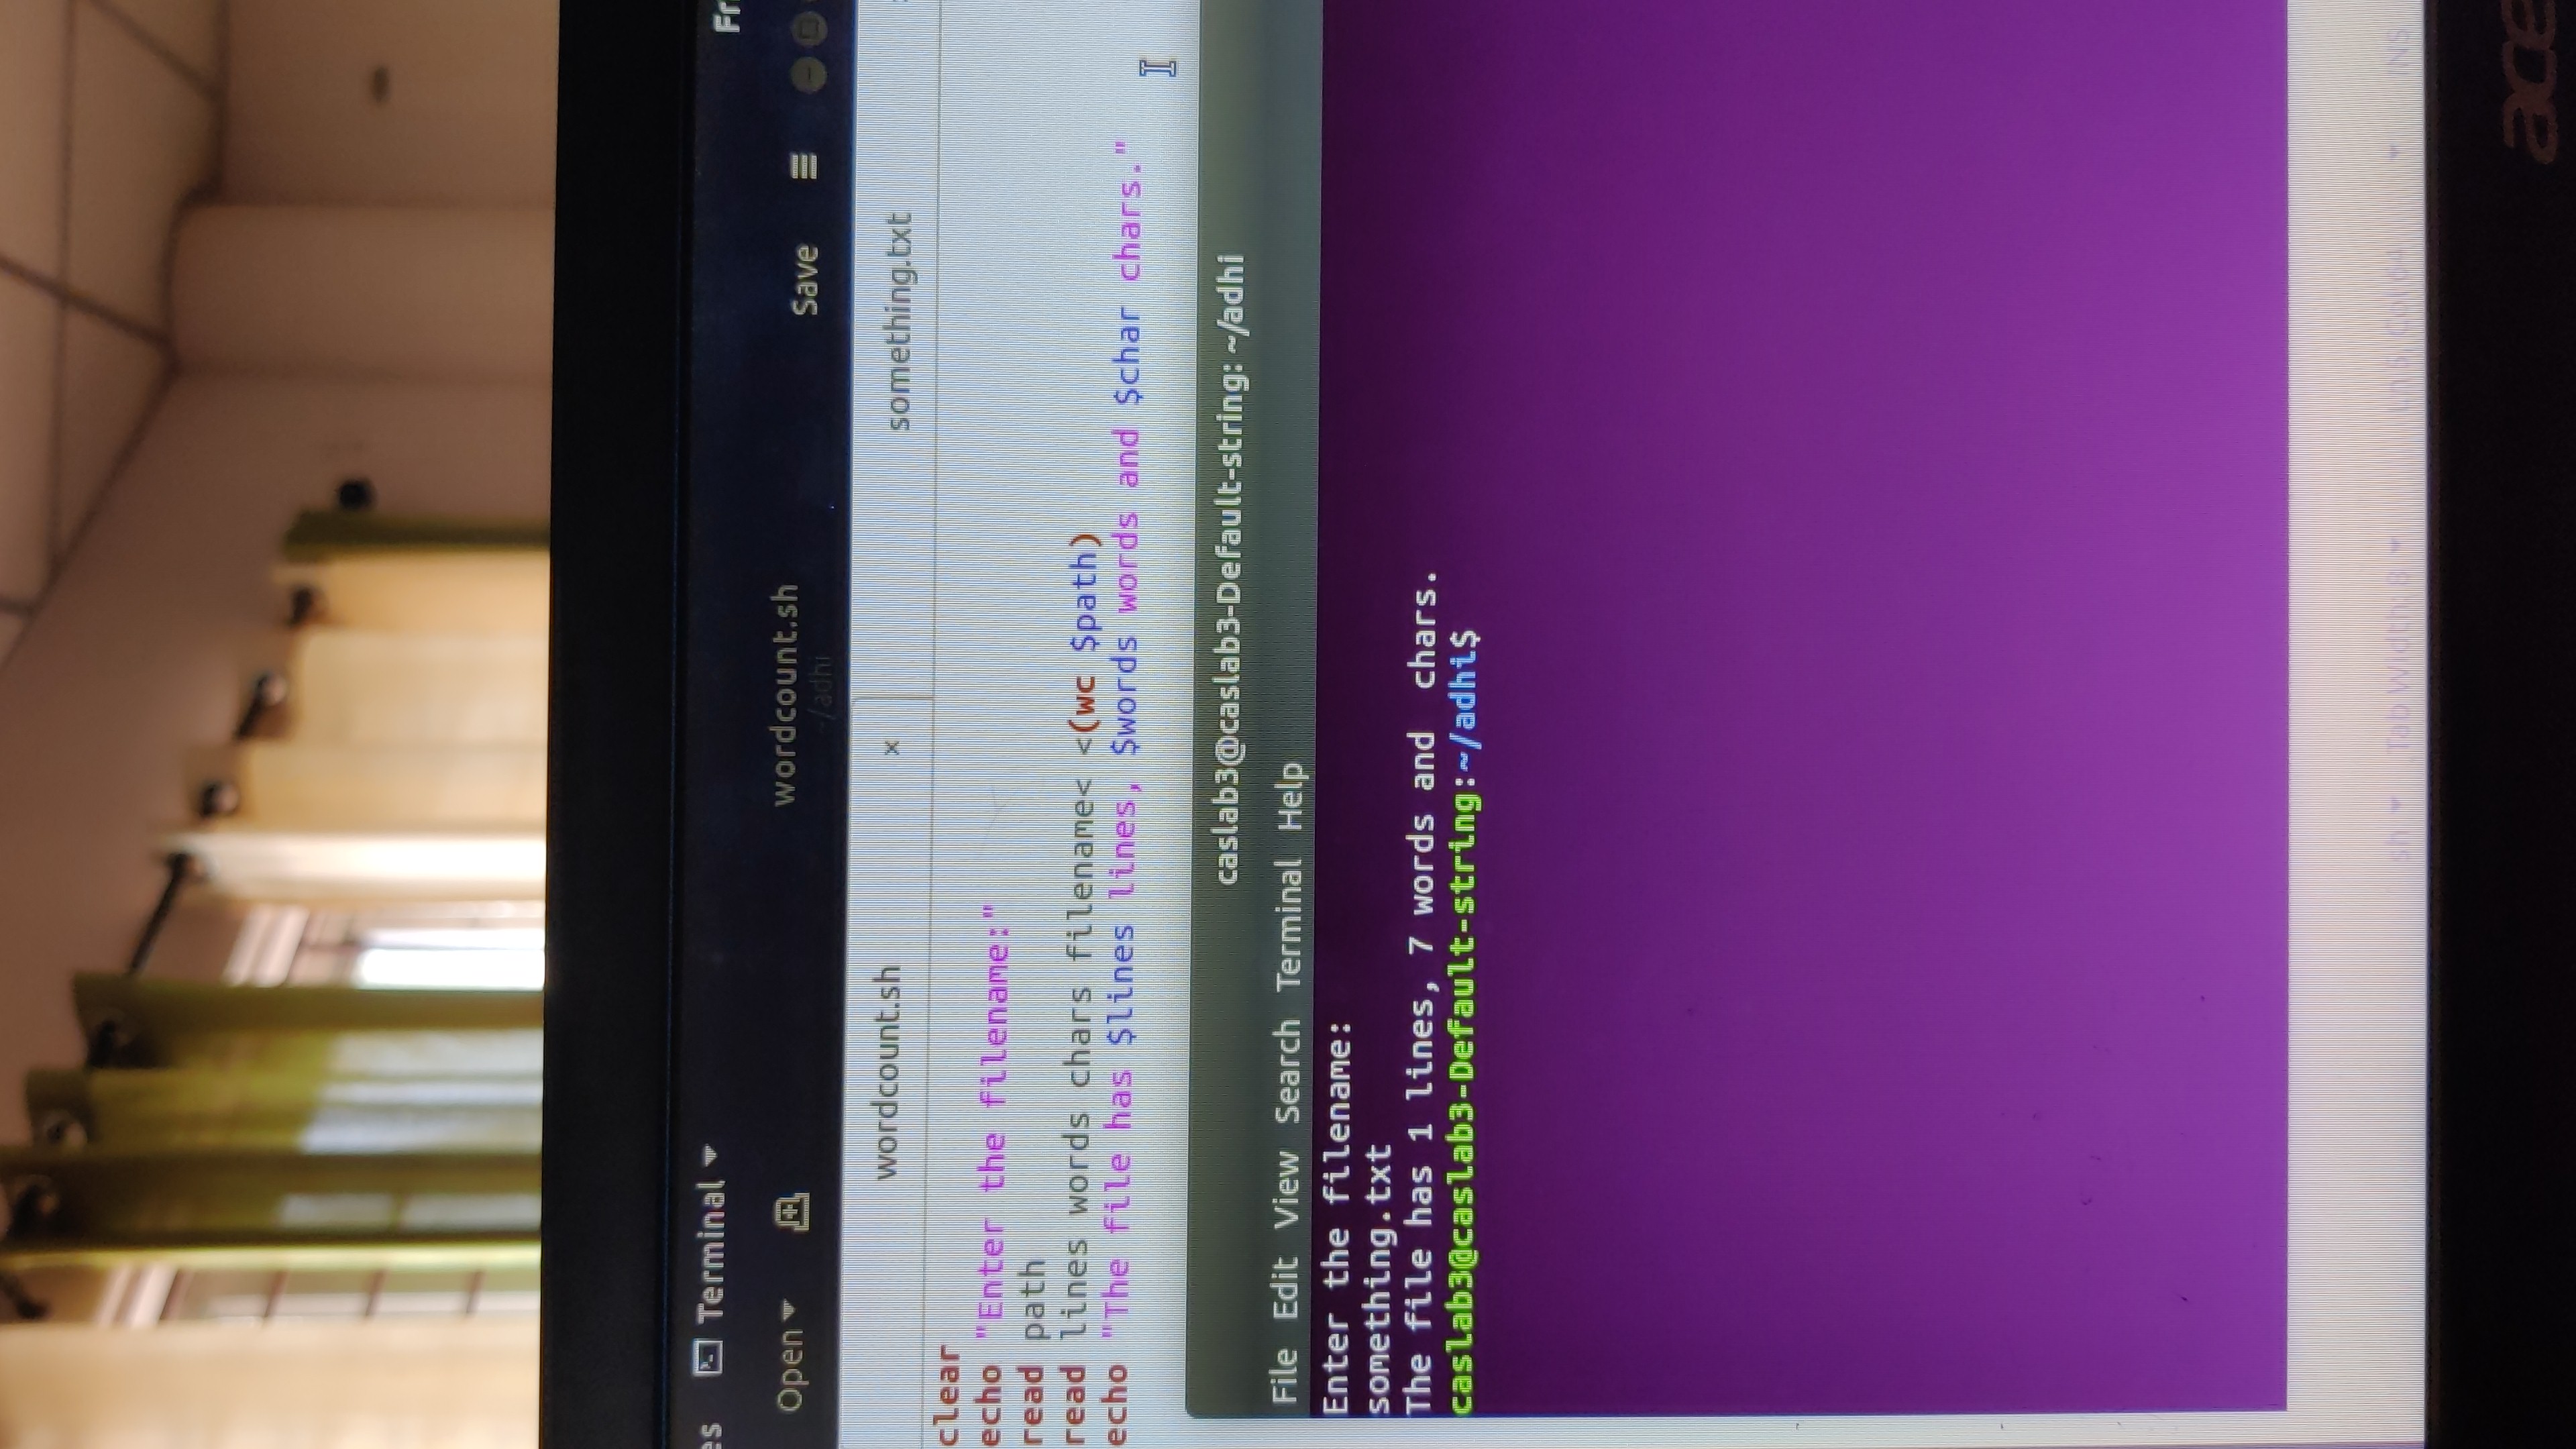 es Terminal
Fr
Open wordcount.sh Save
~/adhi
wordcount.sh × something.txt
clear
echo "Enter the filename:"
read path
read lines words chars filename< <(wc $path)
echo "The file has $lines lines, $words words and $char chars."
caslab3@caslab3-Default-string: ~/adhi
File Edit View Search Terminal Help
Enter the filename:
something.txt
The file has 1 lines, 7 words and  chars.
caslab3@caslab3-Default-string:~/adhi$
sh Tab Width: 8 Ln 5, Col 64 INS
ace